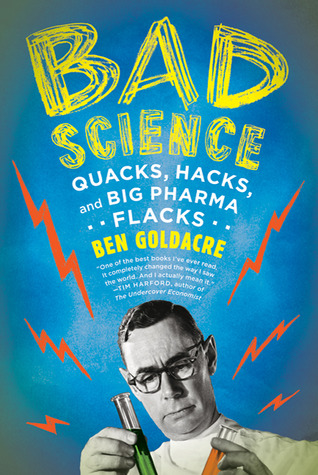 BAD
SCIENCE
QUACKS, HACKS,
and BIG PHARMA
·· FLACKS ··
BEN GOLDACRE
"One of the best books I've ever read.
It completely changed the way I saw
the world. And I actually mean it."
—TIM HARFORD, author of
The Undercover Economist